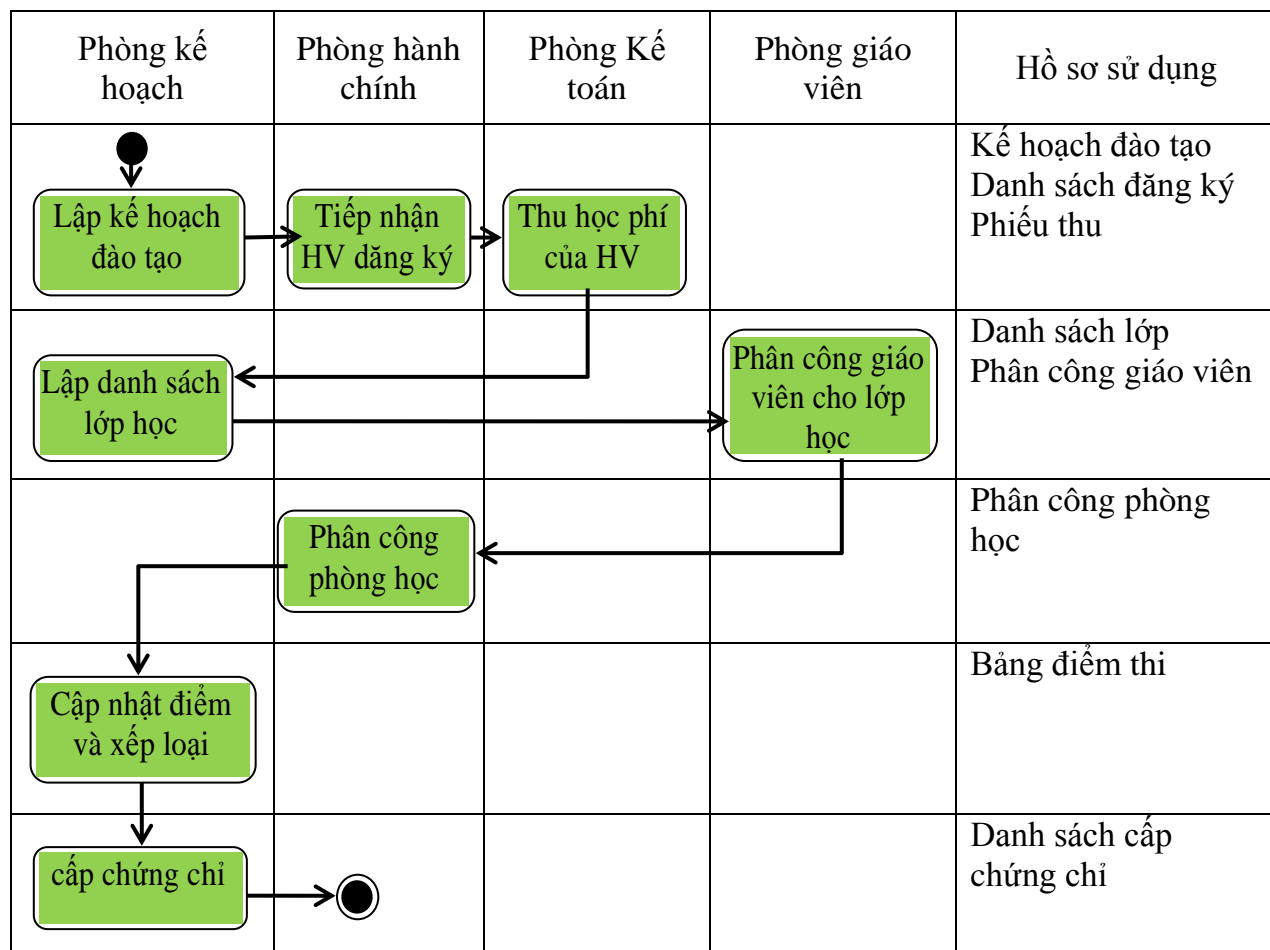 Phòng kế
hoạch
Phòng hành
chính
Phòng Kế
toán
Phòng giáo
viên
Hồ sơ sử dụng
Lập kế hoạch
đào tạo
Tiếp nhận
HV dăng ký
Thu học phí
của HV
Kế hoạch đào tạo
Danh sách đăng ký
Phiếu thu
Lập danh sách
lớp học
Phân công giáo
viên cho lớp
học
Danh sách lớp
Phân công giáo viên
Phân công
phòng học
Phân công phòng
học
Cập nhật điểm
và xếp loại
Bảng điểm thi
cấp chứng chỉ
Danh sách cấp
chứng chỉ